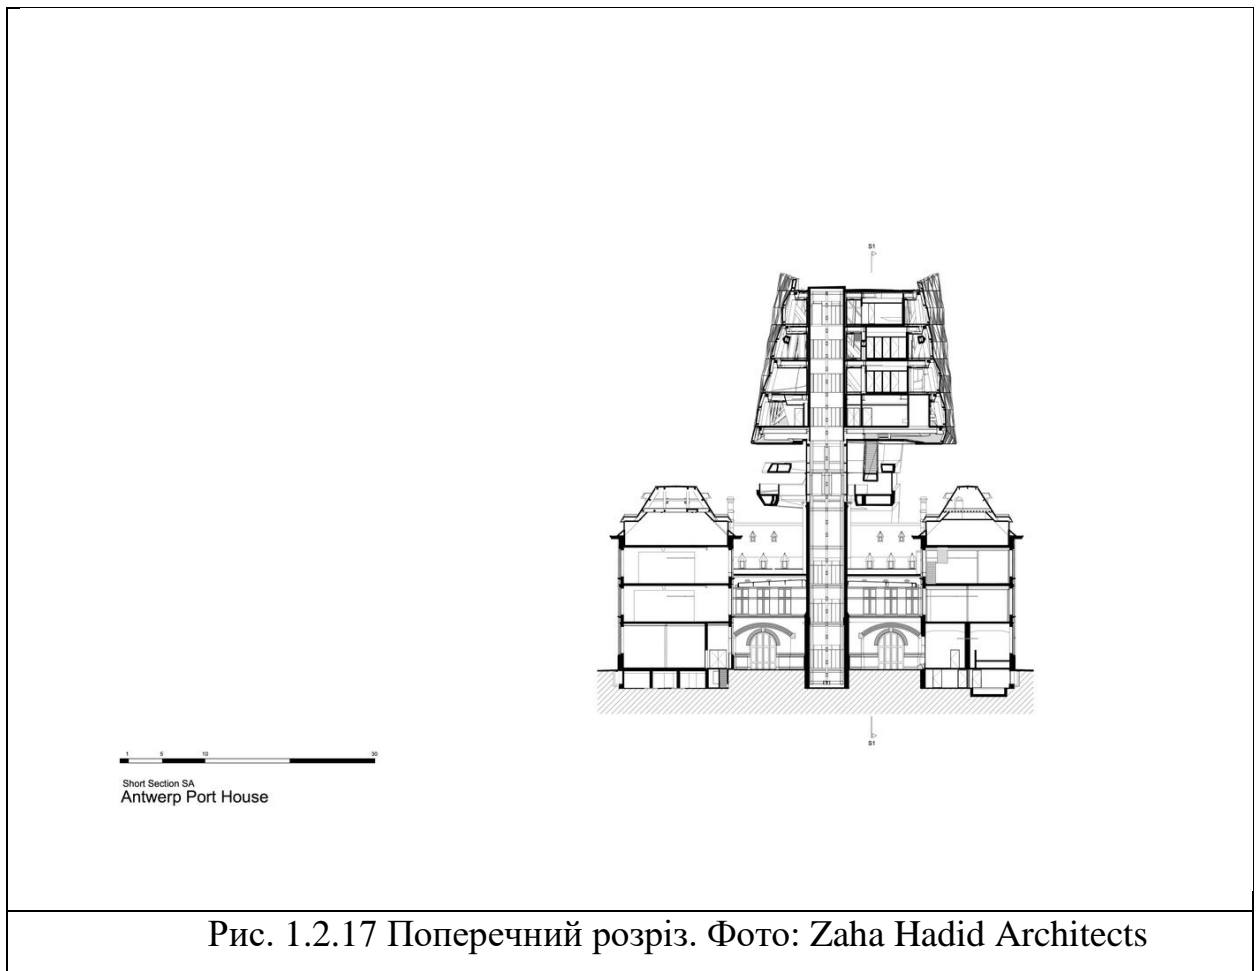 S1
S1
1 5 10 30
Short Section SA
Antwerp Port House
Рис. 1.2.17 Поперечний розріз. Фото: Zaha Hadid Architects